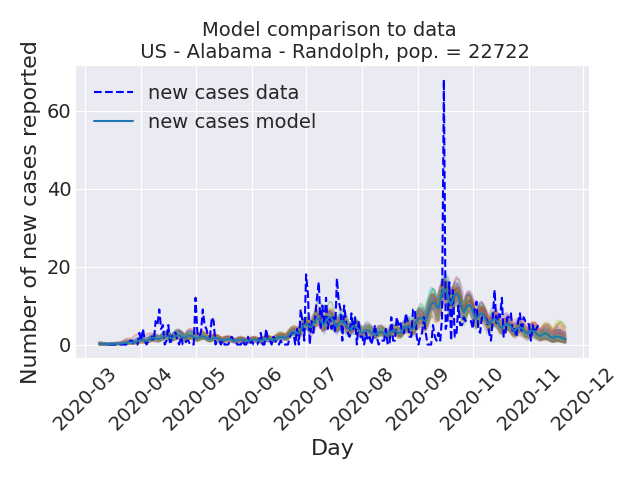 Model comparison to data
US - Alabama - Randolph, pop. = 22722
Number of new cases reported
60
40
20
0
new cases data
new cases model
2020-03
2020-04
2020-05
2020-06
2020-07
2020-08
2020-09
2020-10
2020-11
2020-12
Day